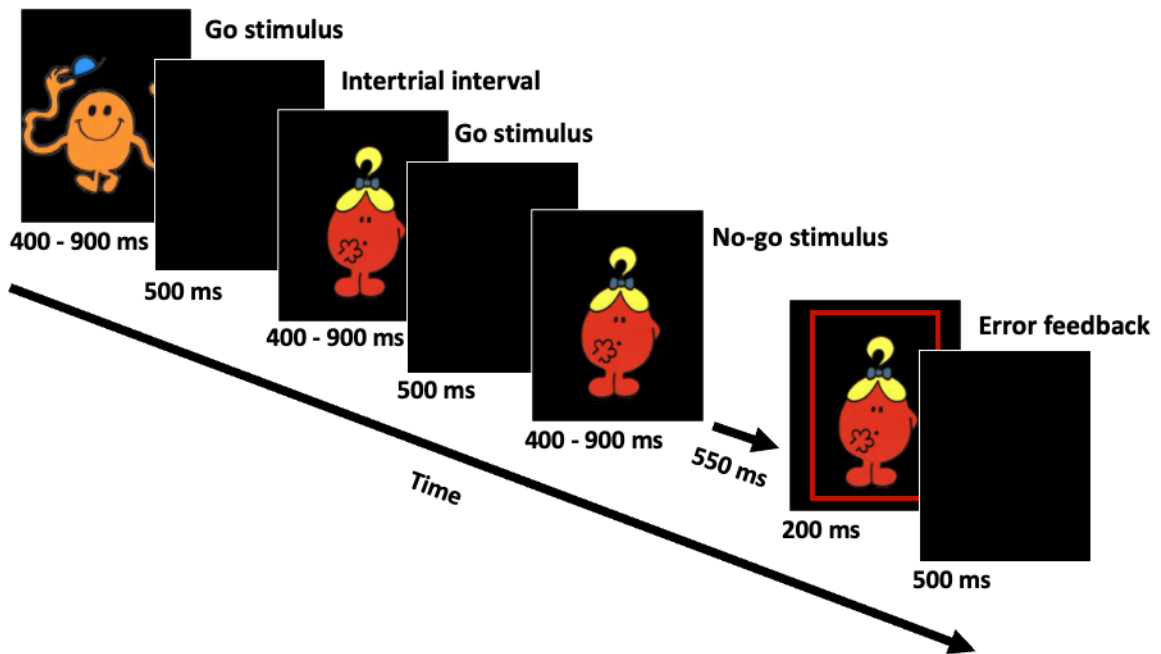 Go stimulus
Intertrial interval
Go stimulus
No-go stimulus
400 - 900 ms
500 ms
400 - 900 ms
500 ms
400 - 900 ms
550 ms
Error feedback
200 ms
500 ms
Time